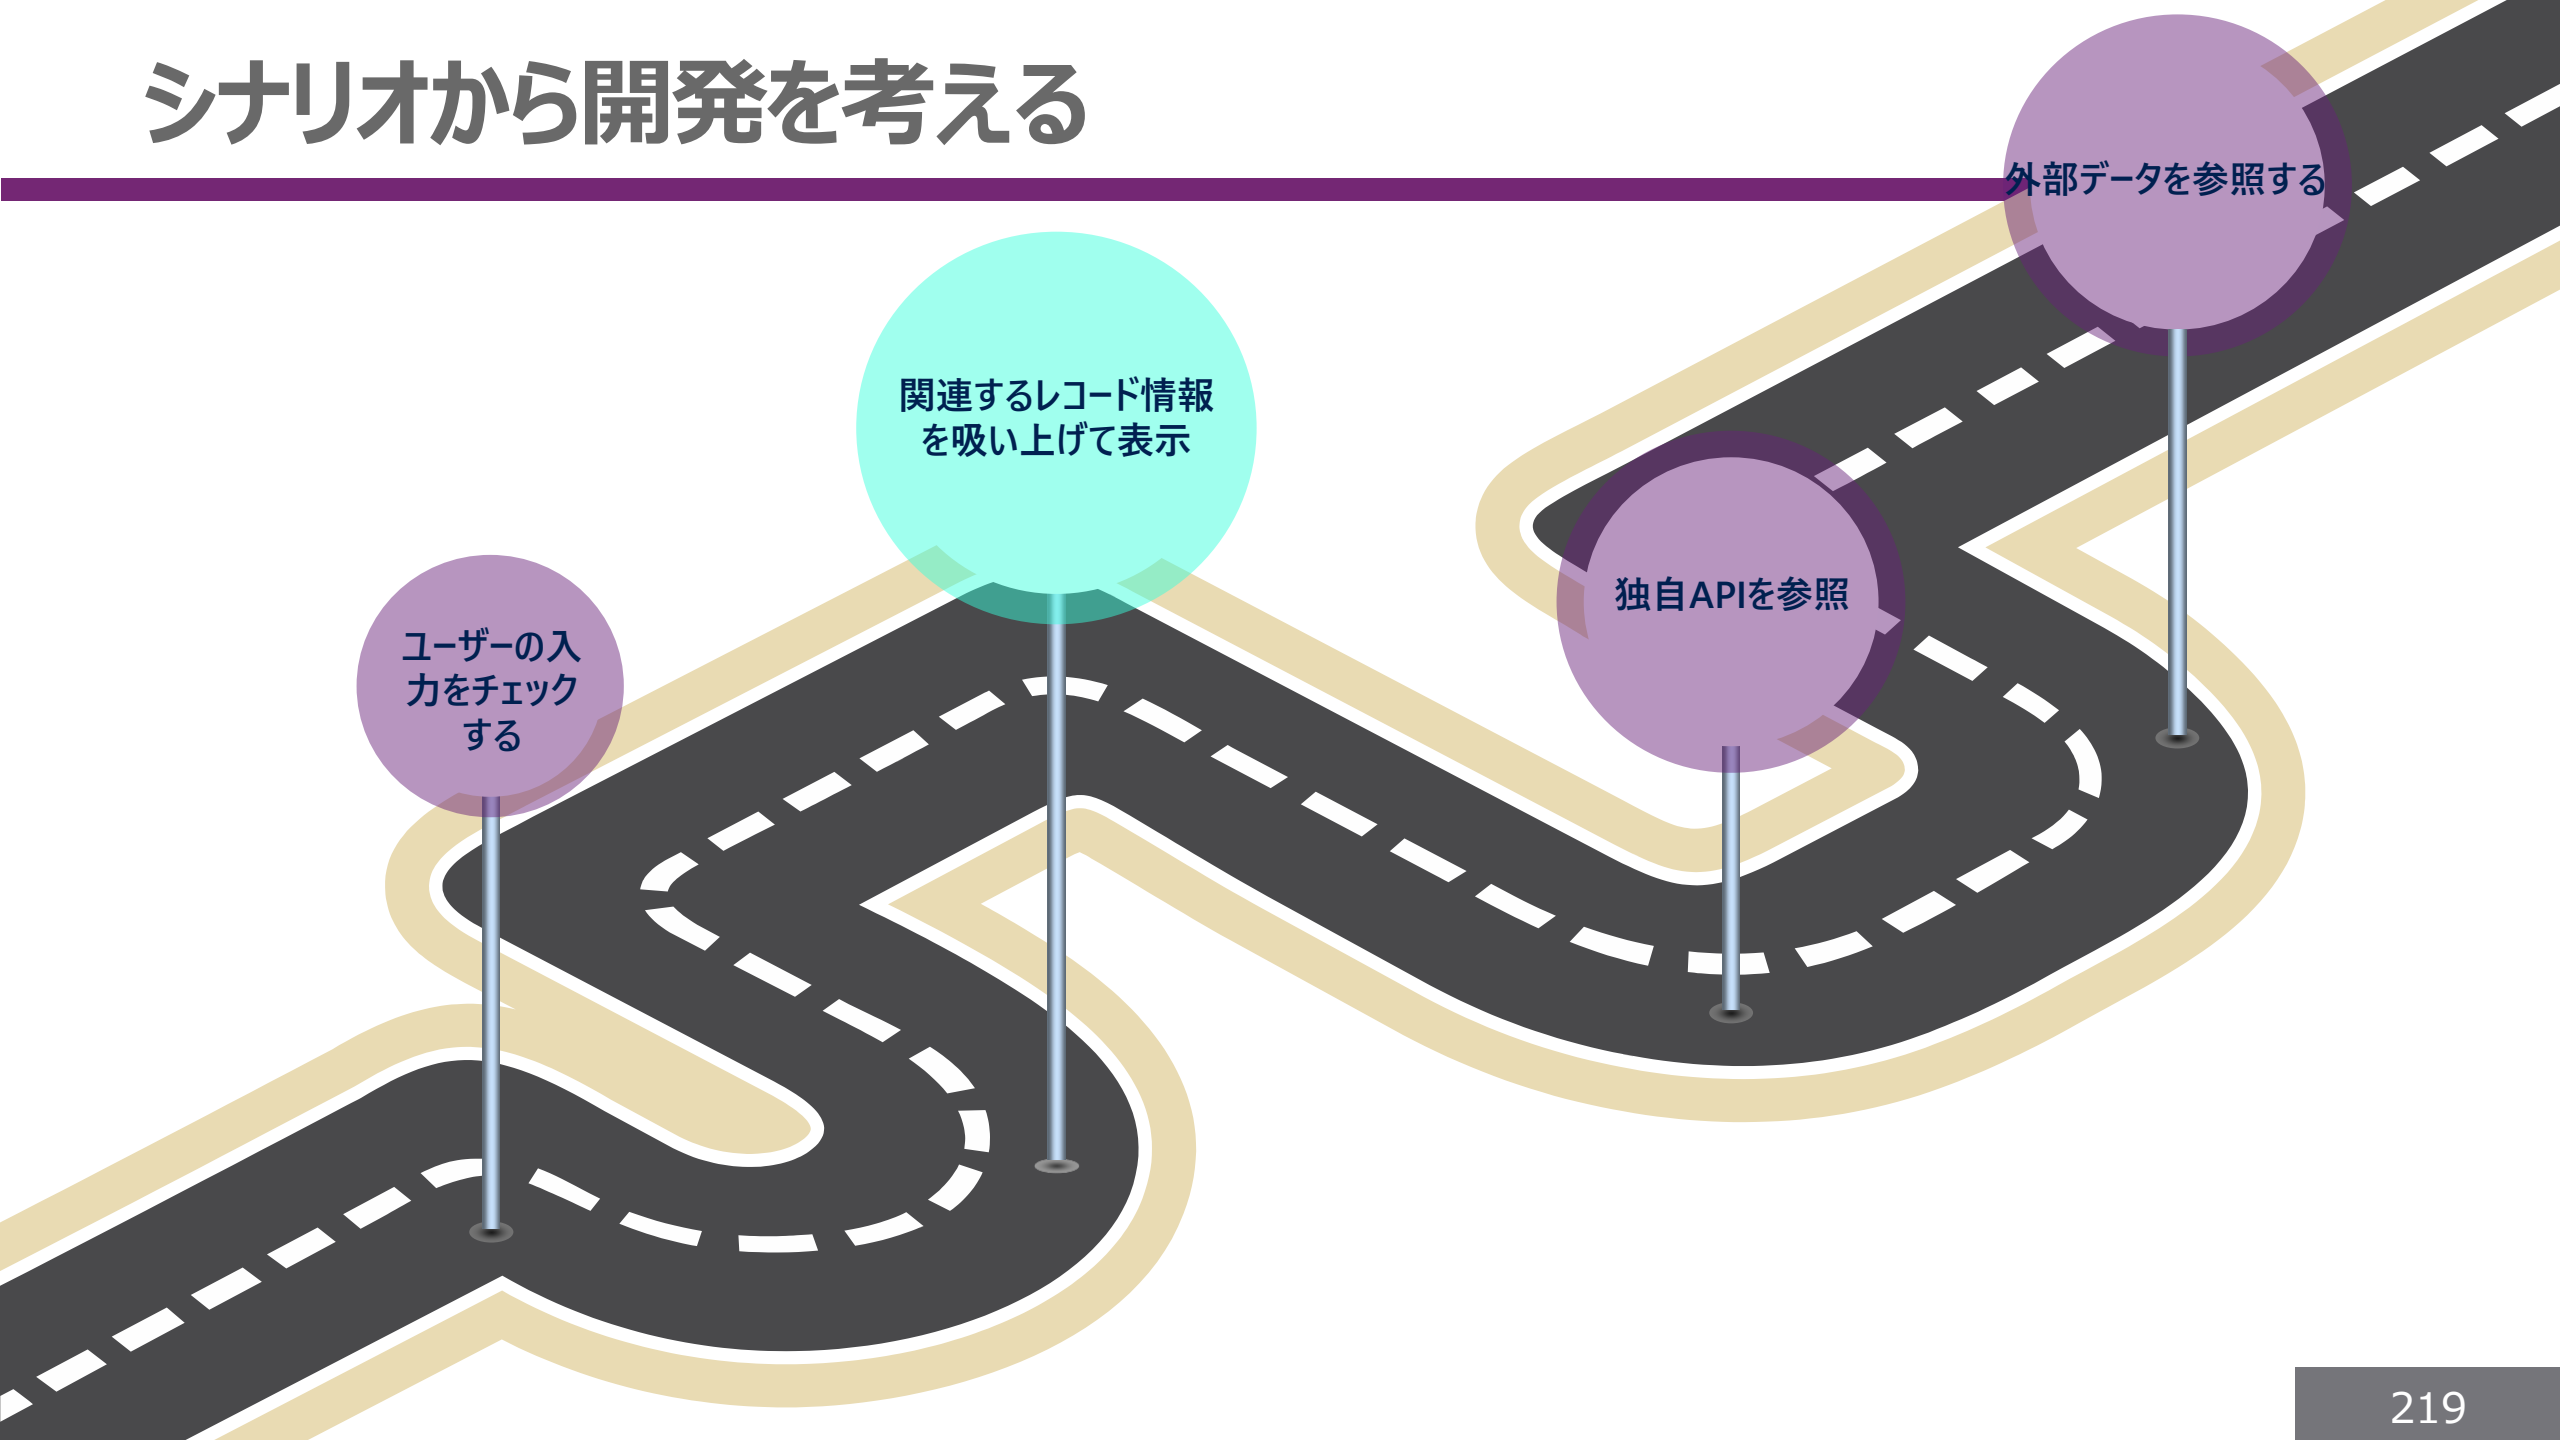 シナリオから開発を考える
外部データを参照する
関連するレコード情報
を吸い上げて表示
独自APIを参照
ユーザーの入
力をチェック
する
219